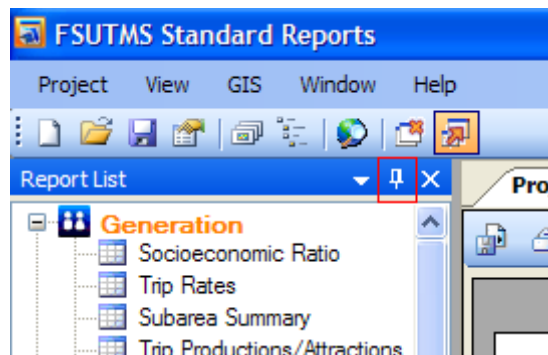 FSUTMS Standard Reports
Project View GIS Window Help
Report List
Pro
Generation
Socioeconomic Ratio
Trip Rates
Subarea Summary
Trip Productions/Attractions